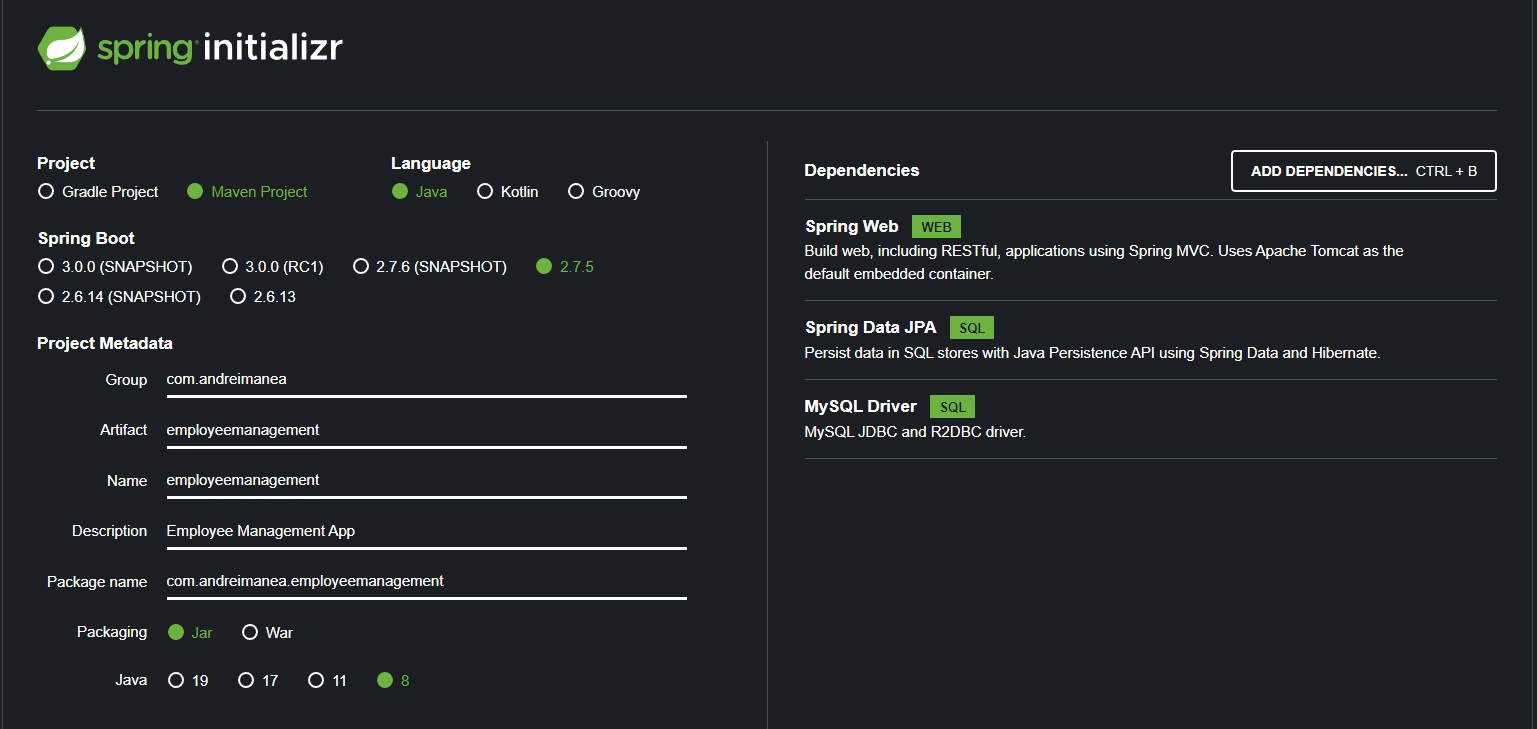 spring initializr
Project
Gradle Project Maven Project
Language
Java Kotlin Groovy
Spring Boot
3.0.0 (SNAPSHOT) 3.0.0 (RC1) 2.7.6 (SNAPSHOT) 2.7.5
2.6.14 (SNAPSHOT) 2.6.13
Project Metadata
Group com.andreimanea
Artifact employeemanagement
Name employeemanagement
Description Employee Management App
Package name com.andreimanea.employeemanagement
Packaging Jar War
Java 19 17 11 8
Dependencies
ADD DEPENDENCIES... CTRL + B
Spring Web WEB
Build web, including RESTful, applications using Spring MVC. Uses Apache Tomcat as the
default embedded container.
Spring Data JPA SQL
Persist data in SQL stores with Java Persistence API using Spring Data and Hibernate.
MySQL Driver SQL
MySQL JDBC and R2DBC driver.